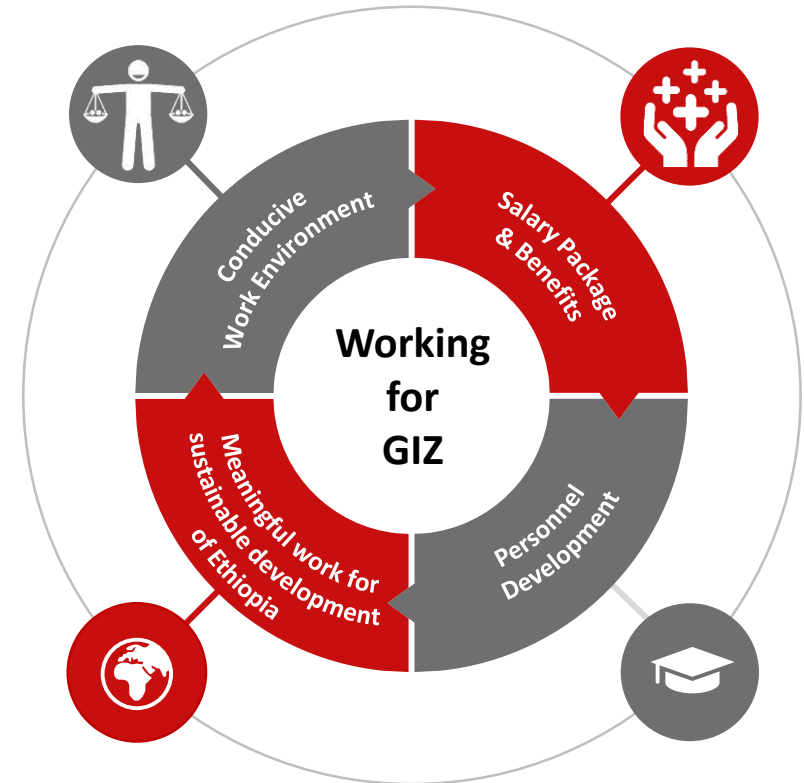 Conducive
Work Environment
Salary Package
& Benefits
Working
for
GIZ
Meaningful work for
sustainable development
of Ethiopia
Personnel
Development